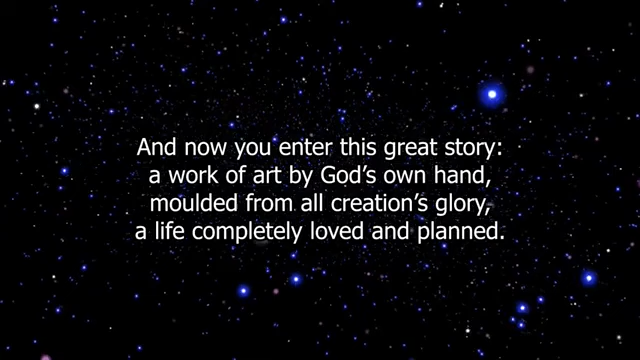 And now you enter this great story:
a work of art by God's own hand,
moulded from all creation's glory,
a life completely loved and planned.